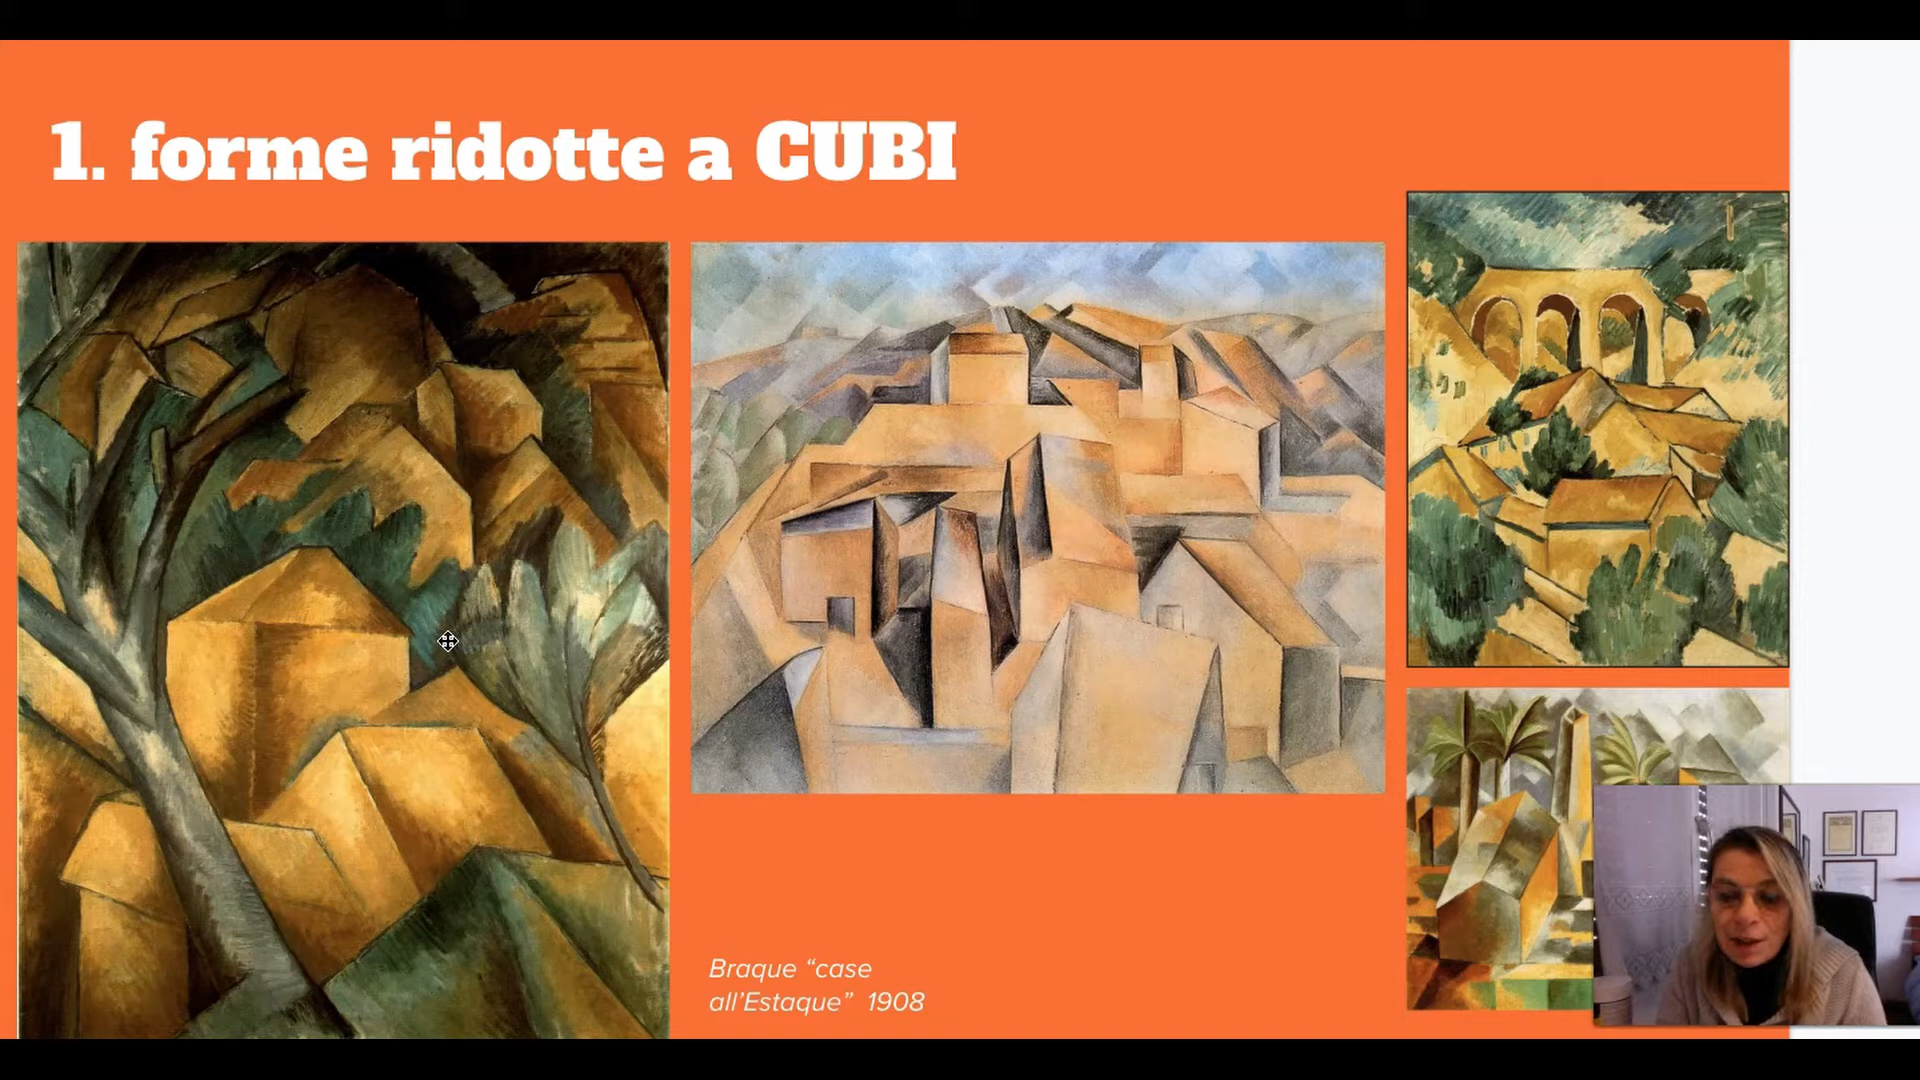 1. forme ridotte a CUBI
Braque “case
all’Estaque” 1908